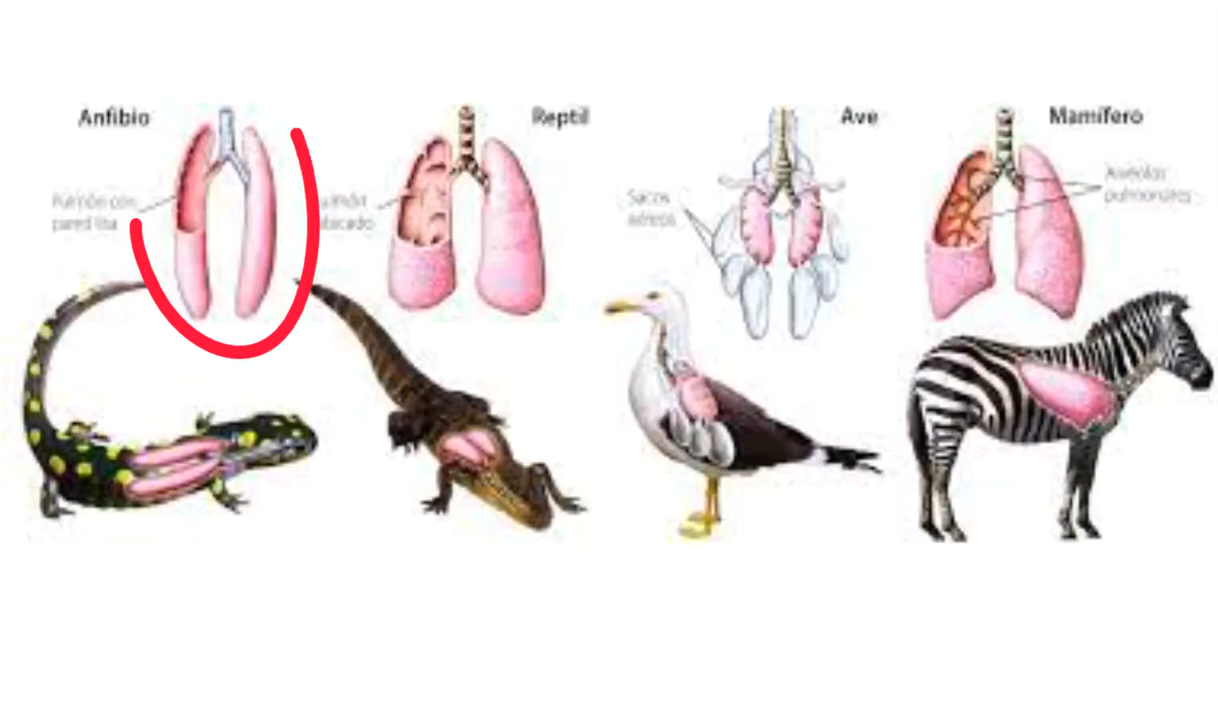 Anfibio
Pulmón con
pared lisa
Reptil
Ave
Sacos
aéreos
Mamífero
Alvéolos
pulmonares